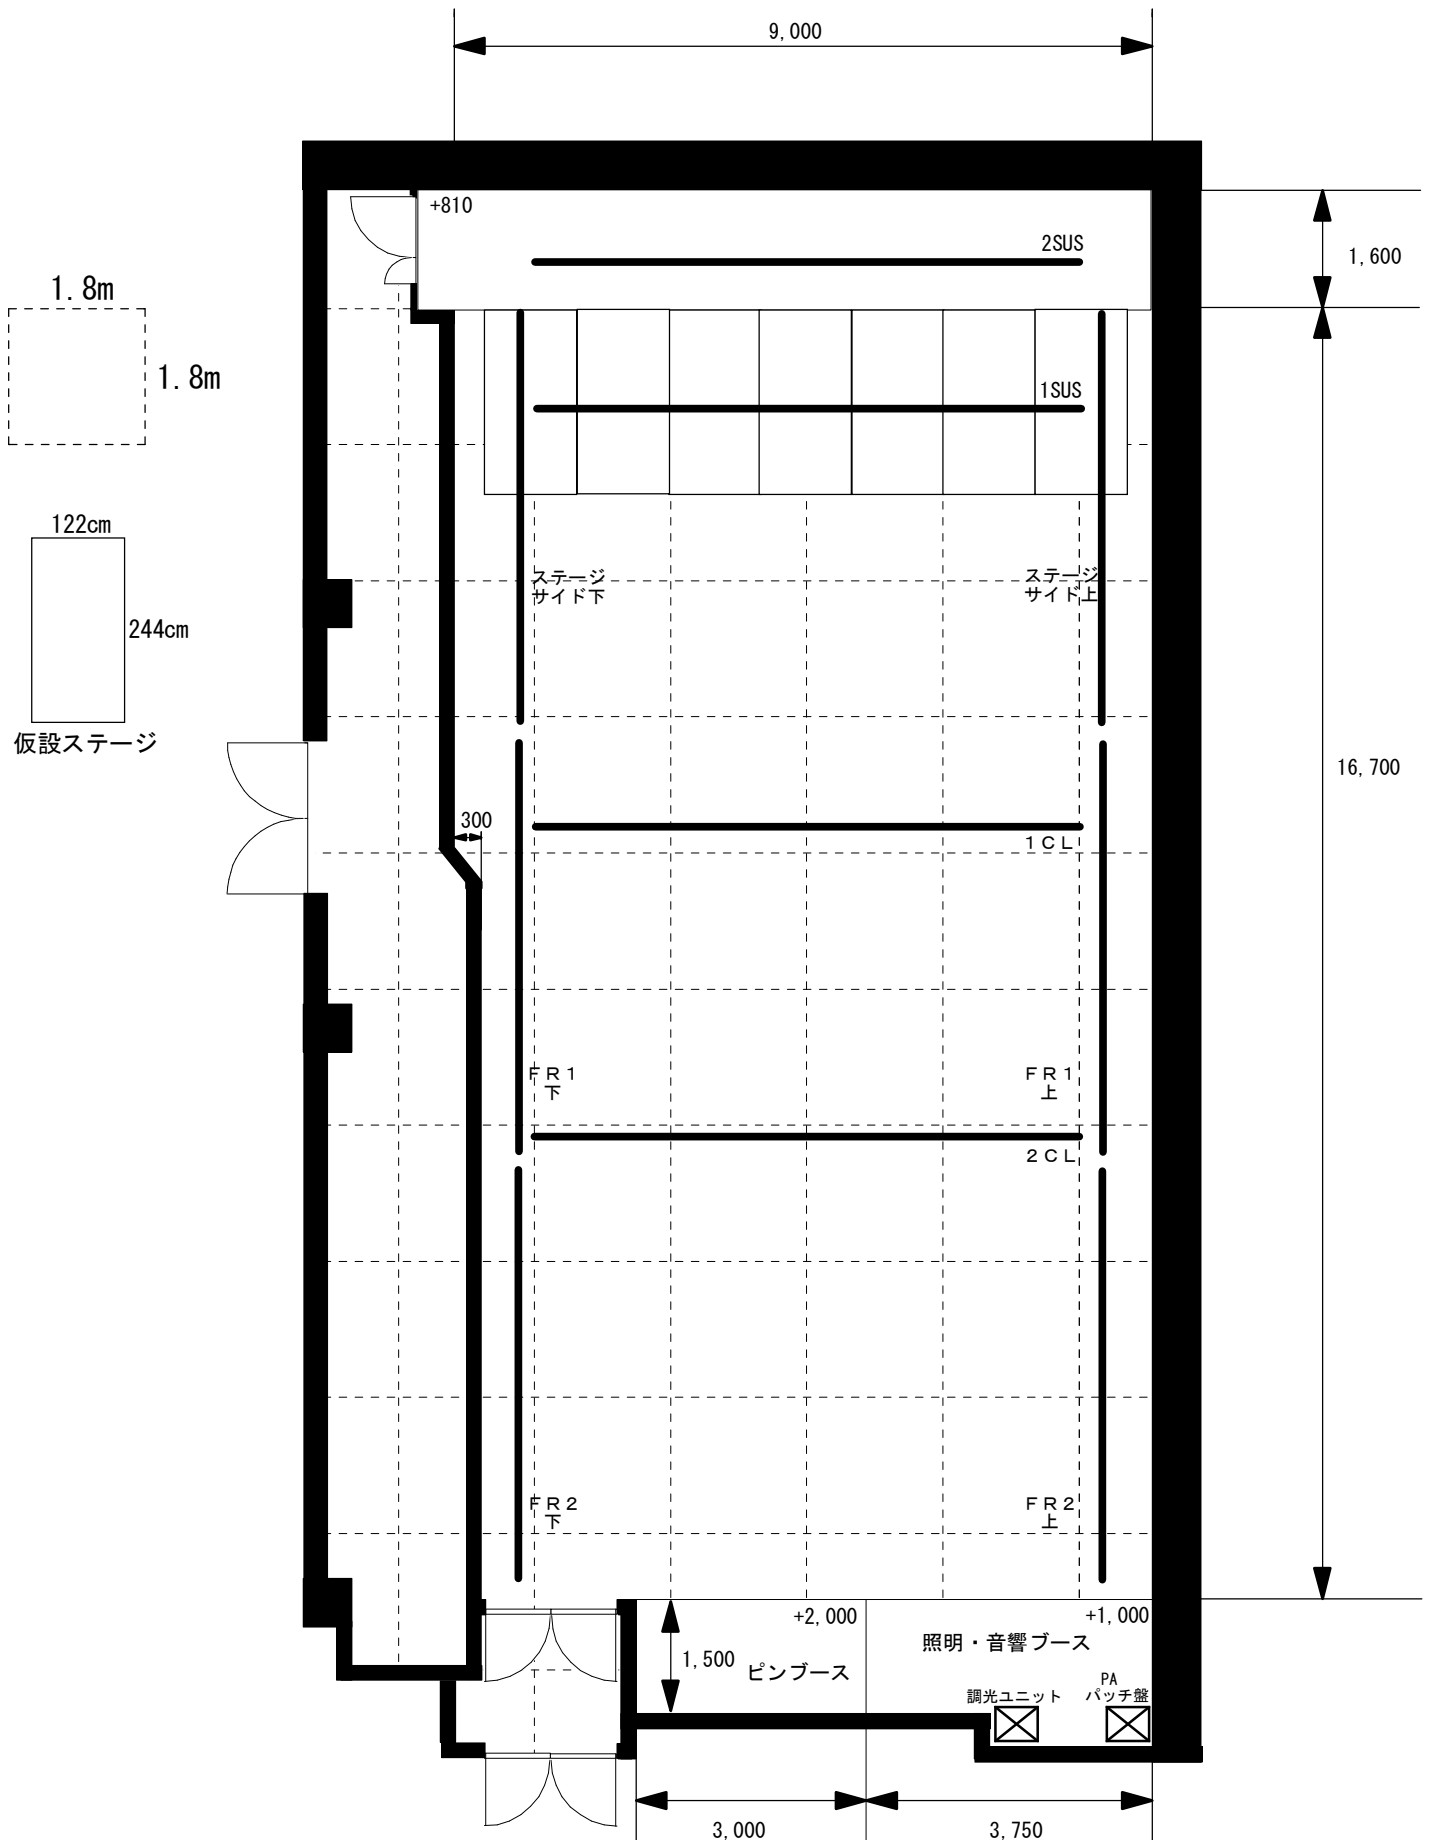 9,000
+810
2SUS
1,600
1.8m
1.8m
1SUS
122cm
244cm
仮設ステージ
ステージ
サイド下
ステージ
サイド上
16,700
300
1CL
FR1
下
FR1
上
2CL
FR2
下
FR2
上
+2,000
+1,000
照明・音響ブース
1,500
ピンブース
調光ユニット
PA
パッチ盤
3,000
3,750